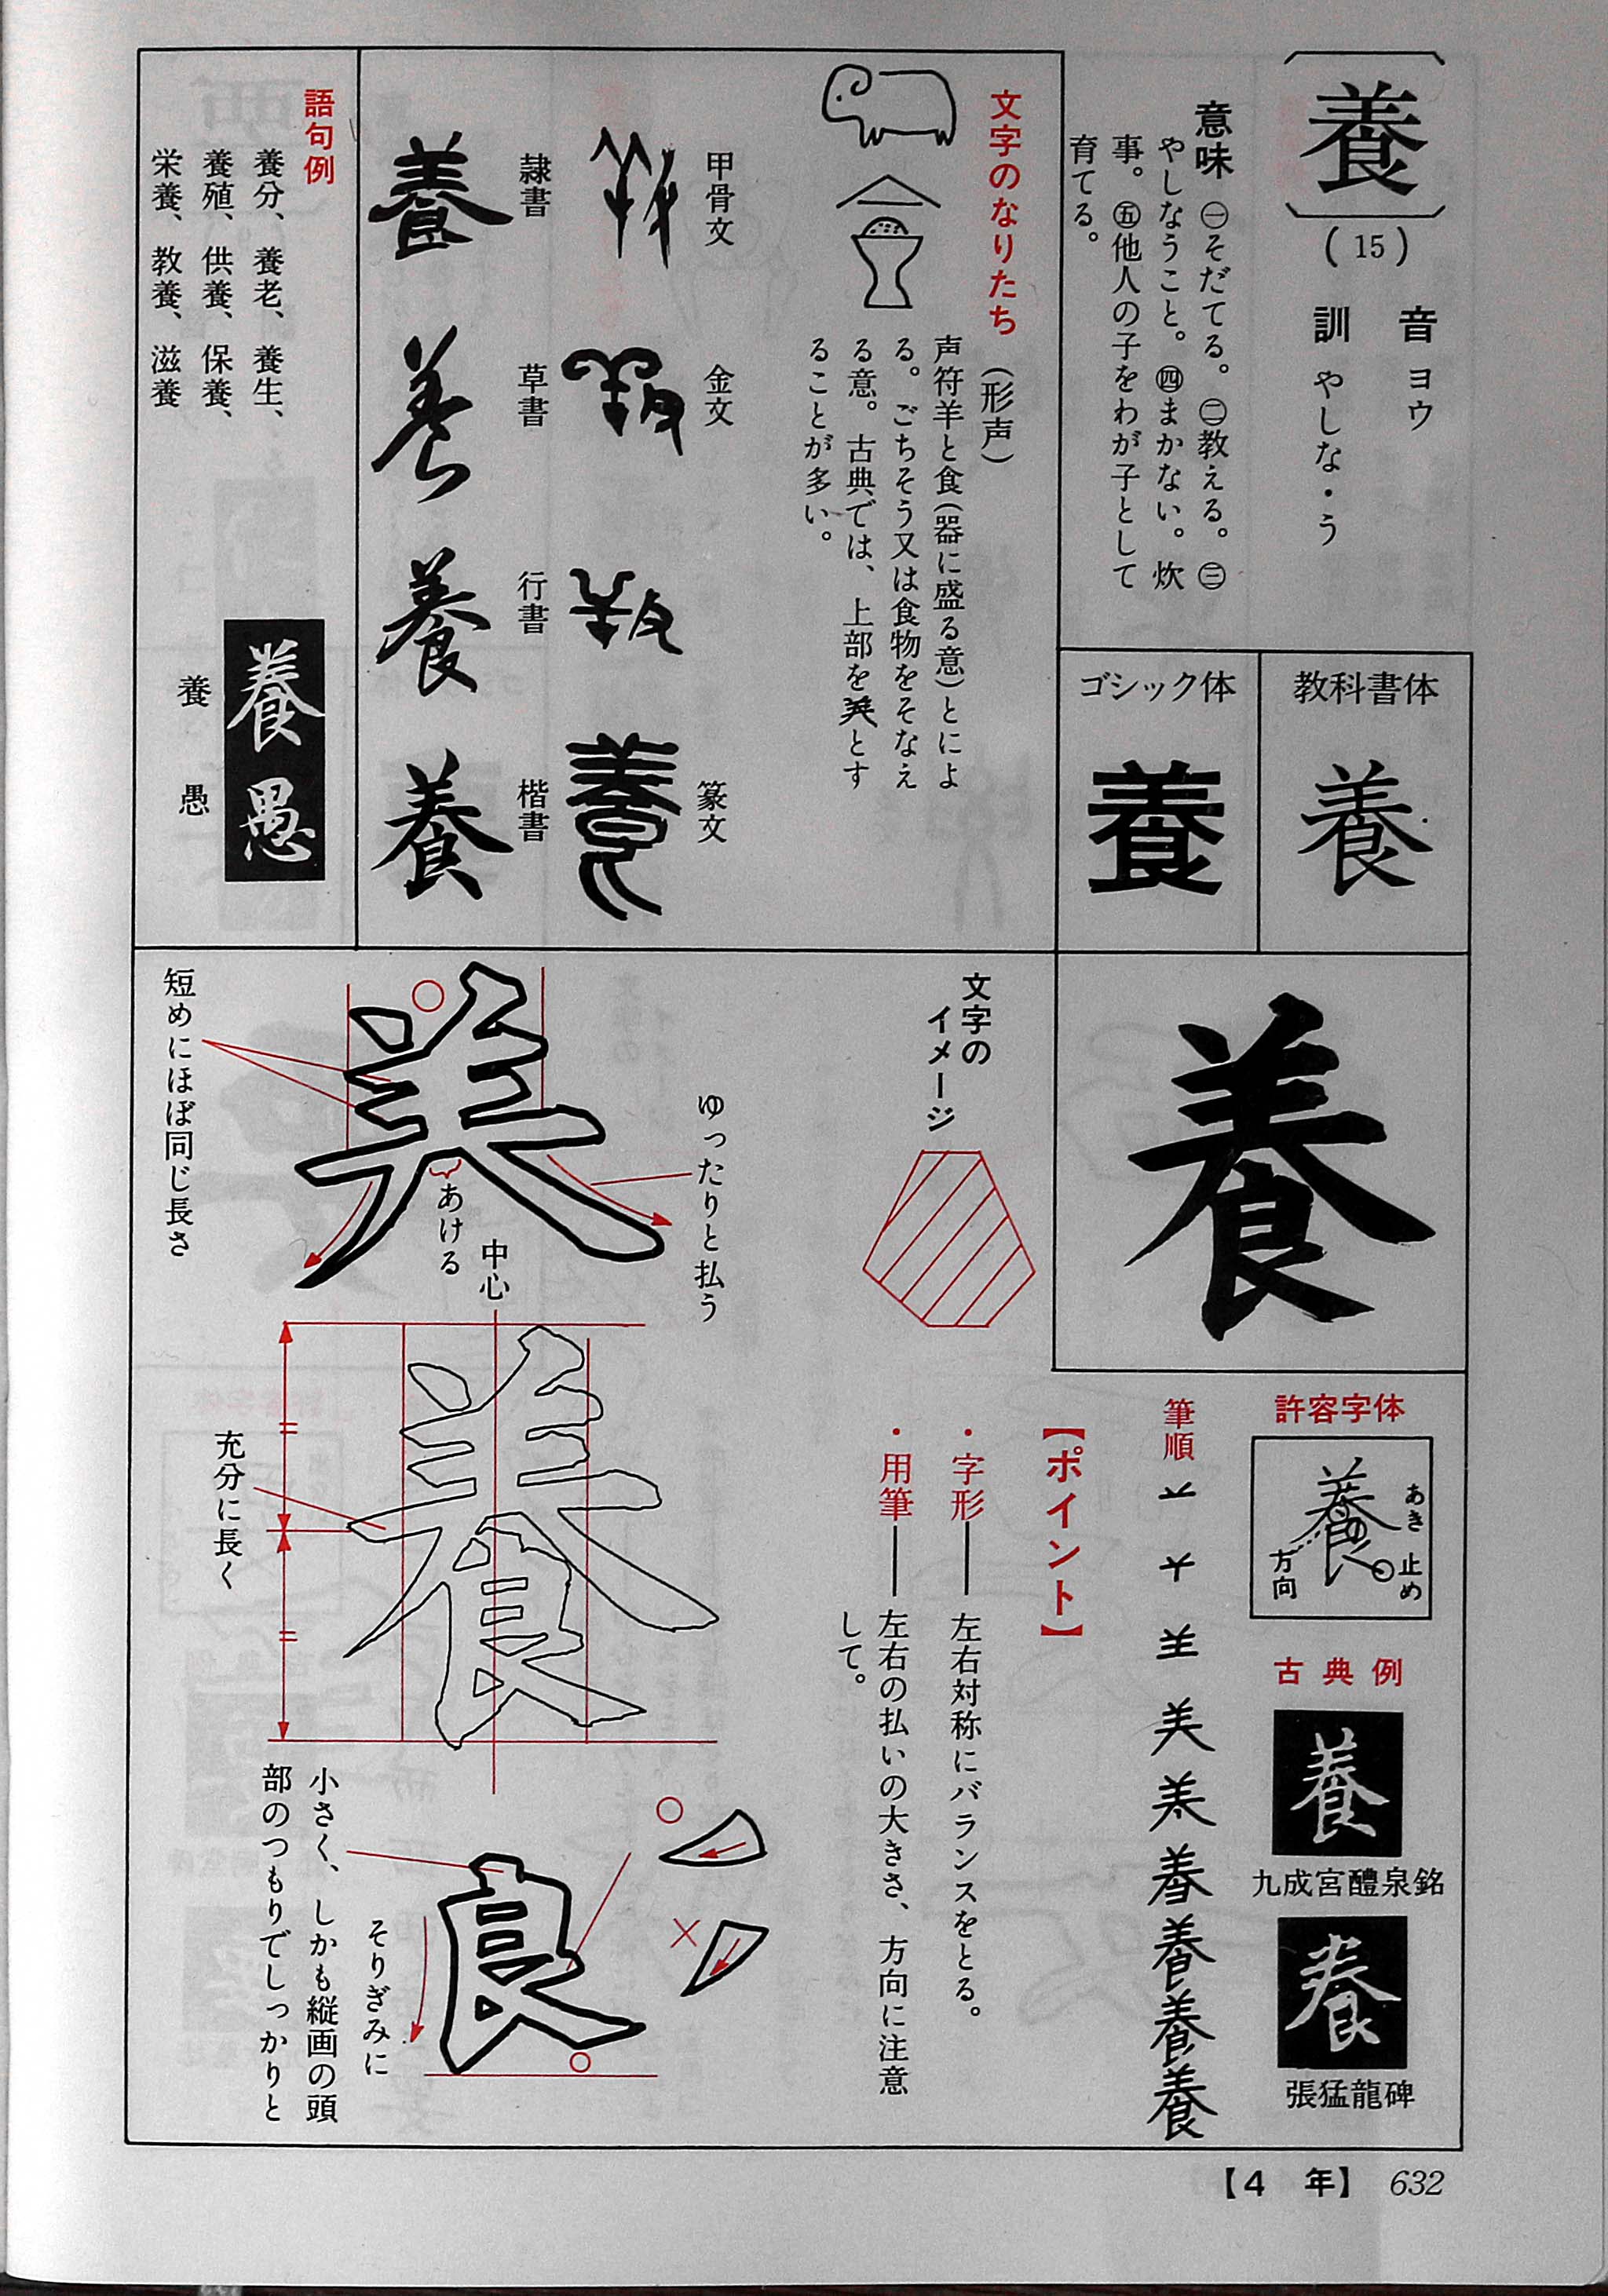 養
(15)
音 ヨウ
訓 やしな・う
意味 ㊀そだてる。㊁教える。㊂
やしなうこと。㊃まかない。炊
事。㊄他人の子をわが子として
育てる。
教科書体
養
ゴシック体
養
文字のなりたち
(形声)
声符羊と食(器に盛る意)とによ
る。ごちそう又は食物をそなえ
る意。古典では、上部を𦍌とす
ることが多い。
甲骨文
金文
篆文
隷書
養
草書
養
行書
養
楷書
養
語句例
養分、養老、養生、
養殖、供養、保養、
栄養、教養、滋養
養愚
養愚
養
許容字体
養
あき
止め
方向
古典例
養
九成宮醴泉銘
養
張猛龍碑
筆順
【ポイント】
・字形――左右対称にバランスをとる。
・用筆――左右の払いの大きさ、方向に注意
して。
文字の
イメージ
ゆったりと払う
あける
短めにほぼ同じ長さ
中心
養
充分に長く
小さく、しかも縦画の頭
部のつもりでしっかりと
そりぎみに
【4 年】 632